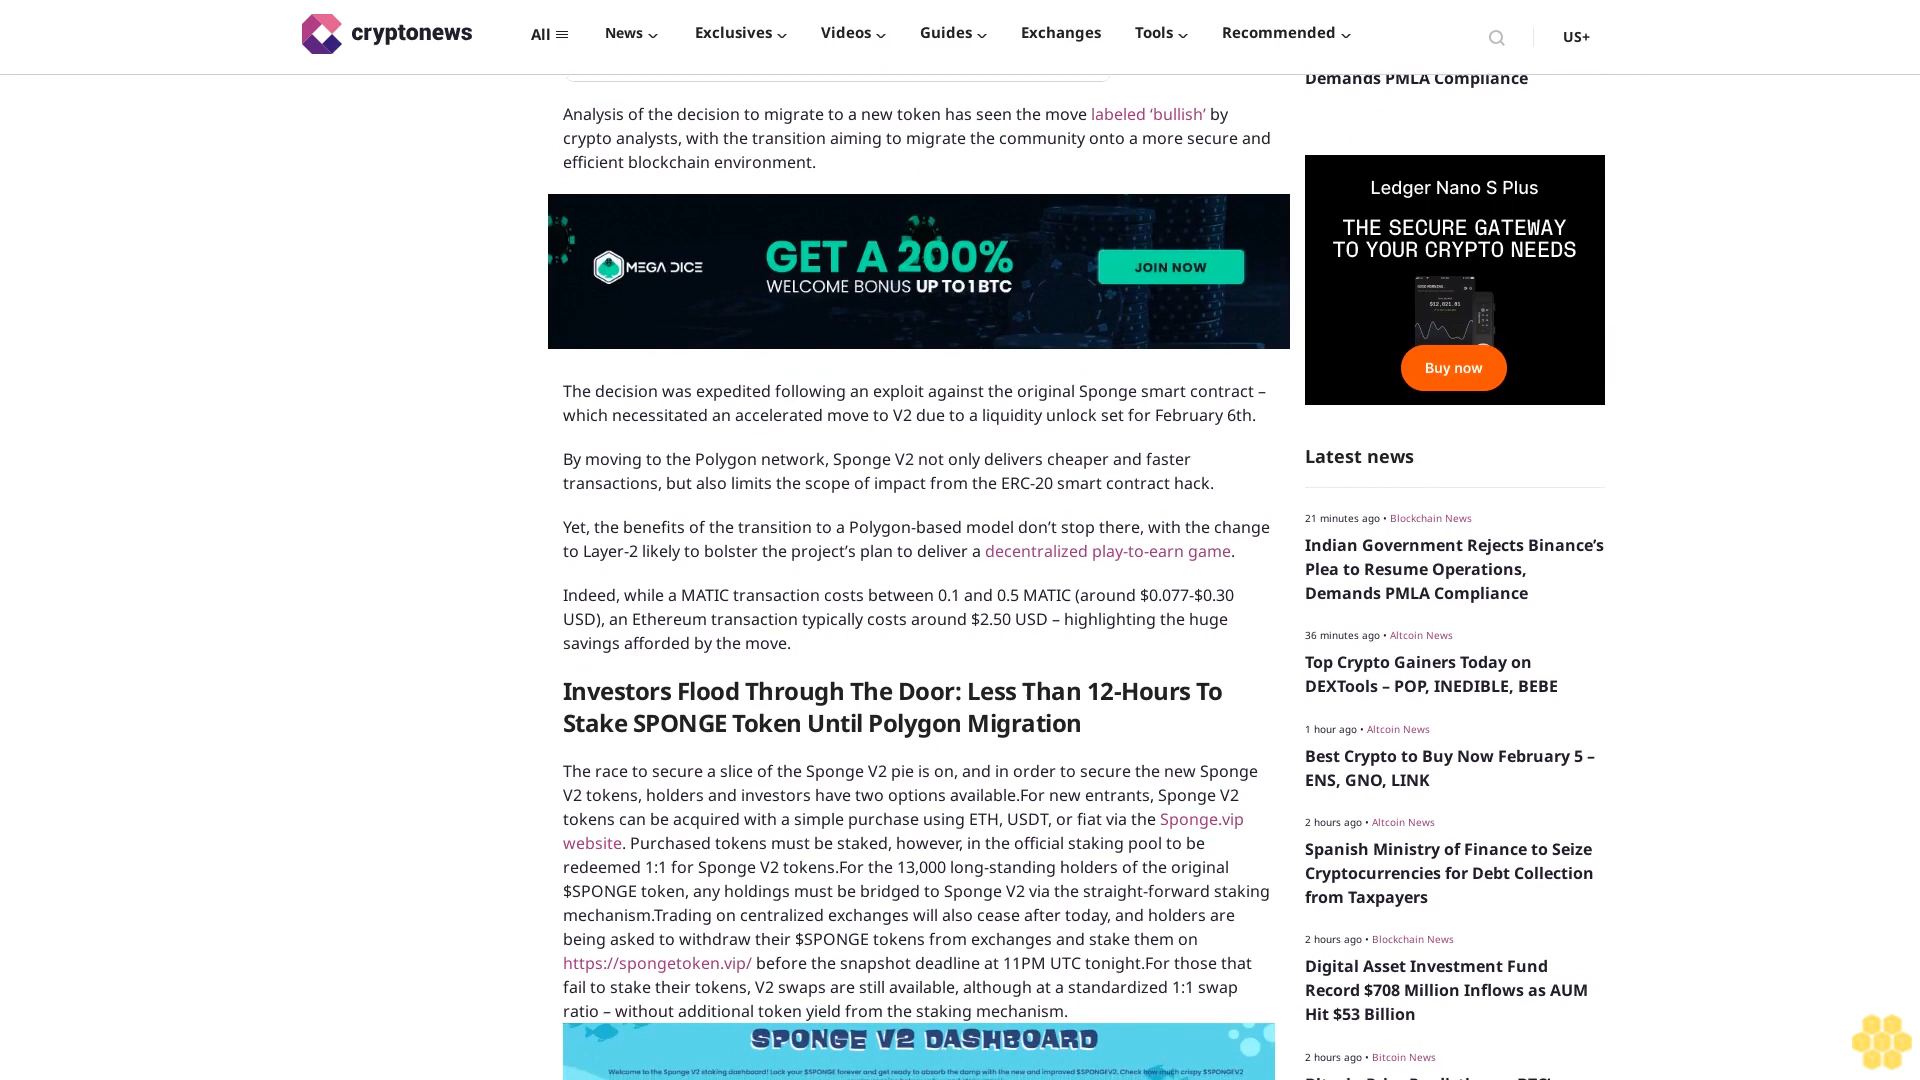 cryptonews
All
News
Exclusives
Videos
Guides
Exchanges
Tools
Recommended
US+
Analysis of the decision to migrate to a new token has seen the move labeled ‘bullish’ by
crypto analysts, with the transition aiming to migrate the community onto a more secure and
efficient blockchain environment.
MEGA DICE
GET A 200%
WELCOME BONUS UP TO 1 BTC
JOIN NOW
The decision was expedited following an exploit against the original Sponge smart contract –
which necessitated an accelerated move to V2 due to a liquidity unlock set for February 6th.
By moving to the Polygon network, Sponge V2 not only delivers cheaper and faster
transactions, but also limits the scope of impact from the ERC-20 smart contract hack.
Yet, the benefits of the transition to a Polygon-based model don’t stop there, with the change
to Layer-2 likely to bolster the project’s plan to deliver a decentralized play-to-earn game.
Indeed, while a MATIC transaction costs between 0.1 and 0.5 MATIC (around $0.077-$0.30
USD), an Ethereum transaction typically costs around $2.50 USD – highlighting the huge
savings afforded by the move.
Investors Flood Through The Door: Less Than 12-Hours To
Stake SPONGE Token Until Polygon Migration
The race to secure a slice of the Sponge V2 pie is on, and in order to secure the new Sponge
V2 tokens, holders and investors have two options available.For new entrants, Sponge V2
tokens can be acquired with a simple purchase using ETH, USDT, or fiat via the Sponge.vip
website. Purchased tokens must be staked, however, in the official staking pool to be
redeemed 1:1 for Sponge V2 tokens.For the 13,000 long-standing holders of the original
$SPONGE token, any holdings must be bridged to Sponge V2 via the straight-forward staking
mechanism.Trading on centralized exchanges will also cease after today, and holders are
being asked to withdraw their $SPONGE tokens from exchanges and stake them on
https://spongetoken.vip/ before the snapshot deadline at 11PM UTC tonight.For those that
fail to stake their tokens, V2 swaps are still available, although at a standardized 1:1 swap
ratio – without additional token yield from the staking mechanism.
SPONGE V2 DASHBOARD
Welcome to the Sponge V2 staking dashboard! Lock your $SPONGE forever and get ready to absorb the damp with the new and improved $SPONGEV2. Check how much crispy $SPONGEV2
Demands PMLA Compliance
Ledger Nano S Plus
THE SECURE GATEWAY
TO YOUR CRYPTO NEEDS
$12,021.81
Buy now
Latest news
21 minutes ago • Blockchain News
Indian Government Rejects Binance’s
Plea to Resume Operations,
Demands PMLA Compliance
36 minutes ago • Altcoin News
Top Crypto Gainers Today on
DEXTools – POP, INEDIBLE, BEBE
1 hour ago • Altcoin News
Best Crypto to Buy Now February 5 –
ENS, GNO, LINK
2 hours ago • Altcoin News
Spanish Ministry of Finance to Seize
Cryptocurrencies for Debt Collection
from Taxpayers
2 hours ago • Blockchain News
Digital Asset Investment Fund
Record $708 Million Inflows as AUM
Hit $53 Billion
2 hours ago • Bitcoin News